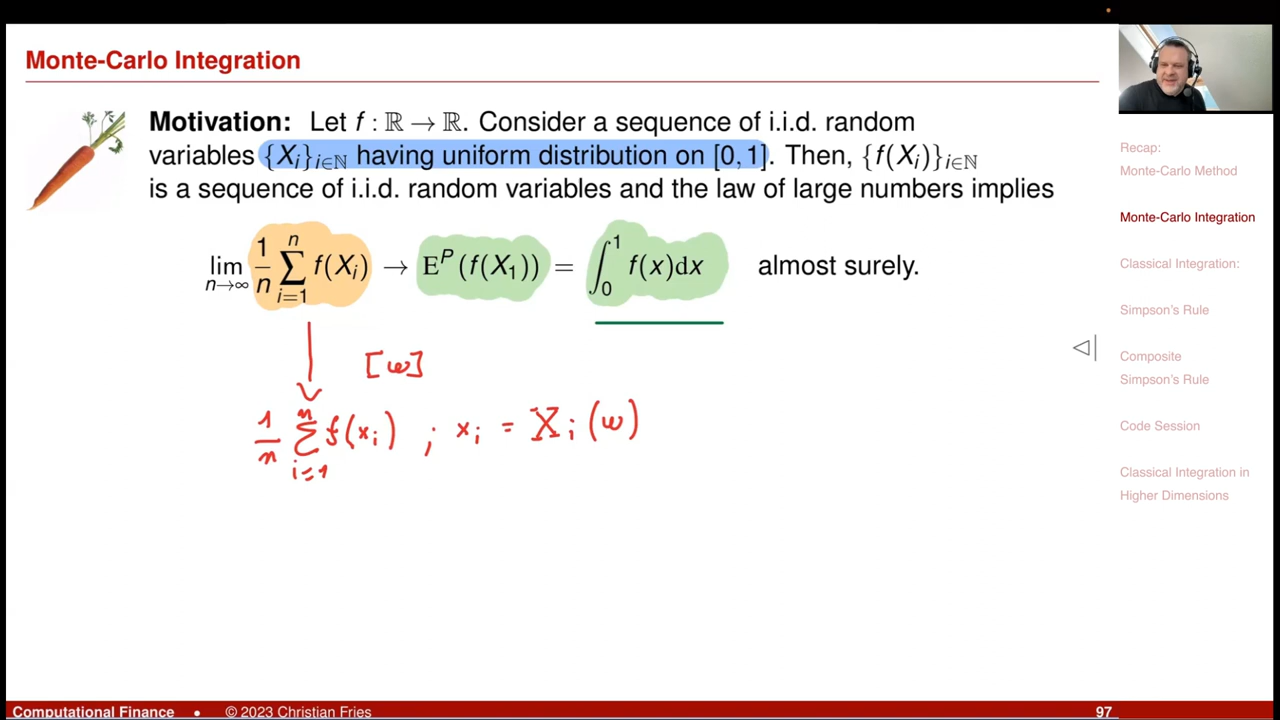 Monte-Carlo Integration
Motivation: Let f : ℝ → ℝ. Consider a sequence of i.i.d. random
variables {Xᵢ}ᵢ∈ℕ having uniform distribution on [0, 1]. Then, {f(Xᵢ)}ᵢ∈ℕ
is a sequence of i.i.d. random variables and the law of large numbers implies
lim n→∞ 1/n ∑ i=1 n f(Xᵢ) → Eᴾ(f(X₁)) = ∫₀¹ f(x)dx almost surely.
[ω]
1/n ∑ i=1 n f(xᵢ) ; xᵢ = Xᵢ(ω)
Recap:
Monte-Carlo Method
Monte-Carlo Integration
Classical Integration:
Simpson's Rule
Composite
Simpson's Rule
Code Session
Classical Integration in
Higher Dimensions
Computational Finance • © 2023 Christian Fries 97